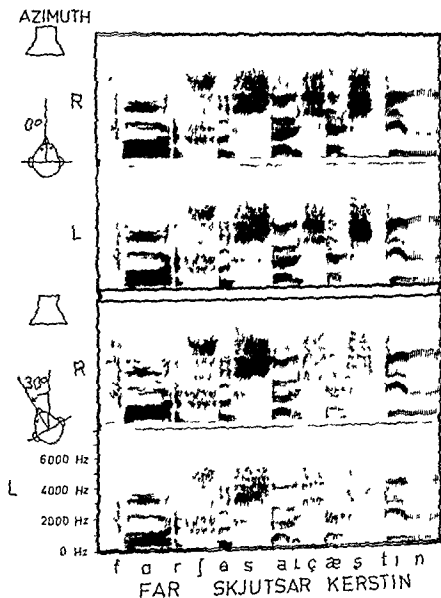 AZIMUTH
R
0°
L
R
30°
L
6000 Hz
4000 Hz
2000 Hz
0 Hz
f ɑ r ʃ ɵ s a ɪ ç æ ʂ t ɪ n
FAR SKJUTSAR KERSTIN